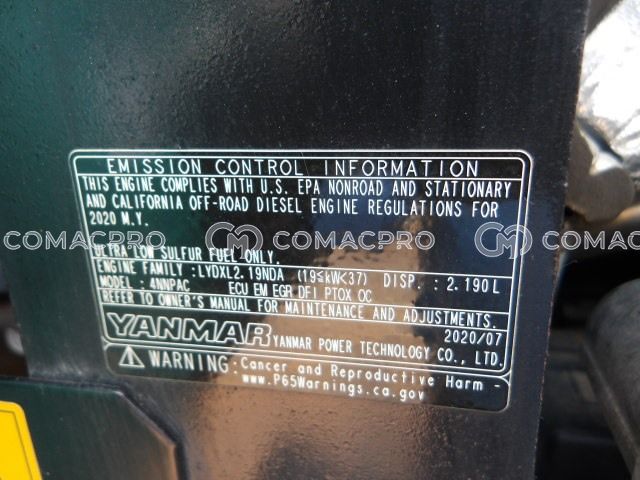 EMISSION CONTROL INFORMATION
THIS ENGINE COMPLIES WITH U.S. EPA NONROAD AND STATIONARY
AND CALIFORNIA OFF-ROAD DIESEL ENGINE REGULATIONS FOR
2020 M.Y.
COMACPRO COMACPRO COMACPRO
ULTRA LOW SULFUR FUEL ONLY.
ENGINE FAMILY : LYDXL2.19NDA (19≤kW<37) DISP. : 2.190 L
MODEL : 4NNPAC ECU EM EGR DFI PTOX OC
REFER TO OWNER'S MANUAL FOR MAINTENANCE AND ADJUSTMENTS.
YANMAR 2020/07
YANMAR POWER TECHNOLOGY CO., LTD.
WARNING: Cancer and Reproductive Harm -
www.P65Warnings.ca.gov